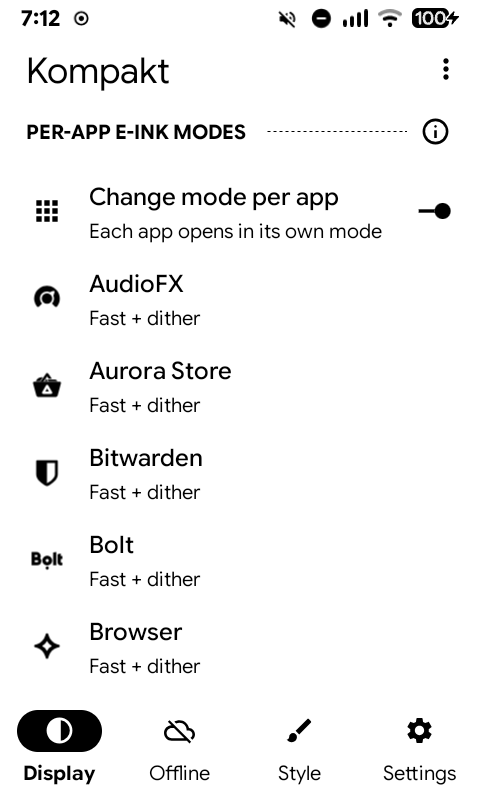 7:12
100
Kompakt
PER-APP E-INK MODES
Change mode per app
Each app opens in its own mode
AudioFX
Fast + dither
Aurora Store
Fast + dither
Bitwarden
Fast + dither
Bolt
Bolt
Fast + dither
Browser
Fast + dither
Display
Offline
Style
Settings